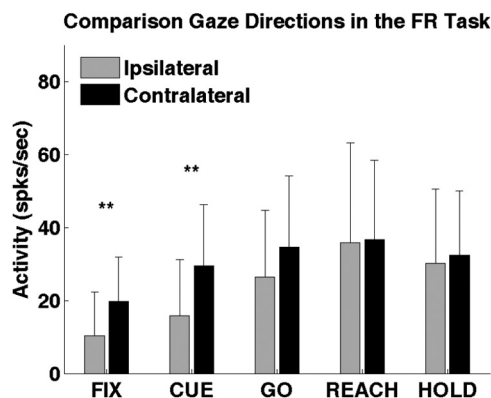 Comparison Gaze Directions in the FR Task
Ipsilateral
Contralateral
Activity (spks/sec)
80
60
40
20
0
**
**
FIX CUE GO REACH HOLD